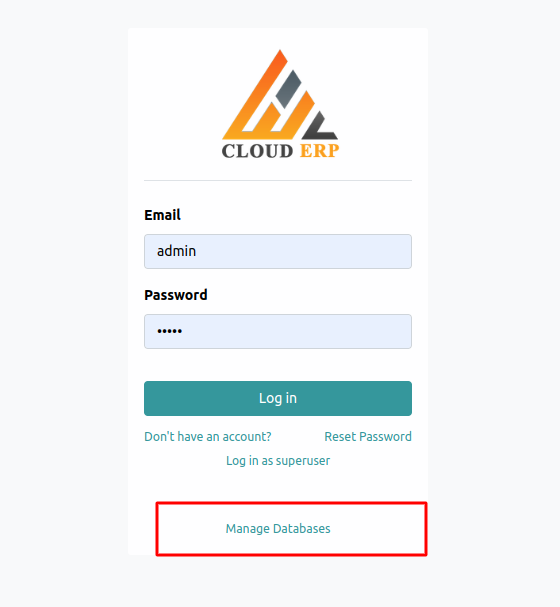 CLOUD ERP
Email
admin
Password
•••••
Log in
Don't have an account? Reset Password
Log in as superuser
Manage Databases